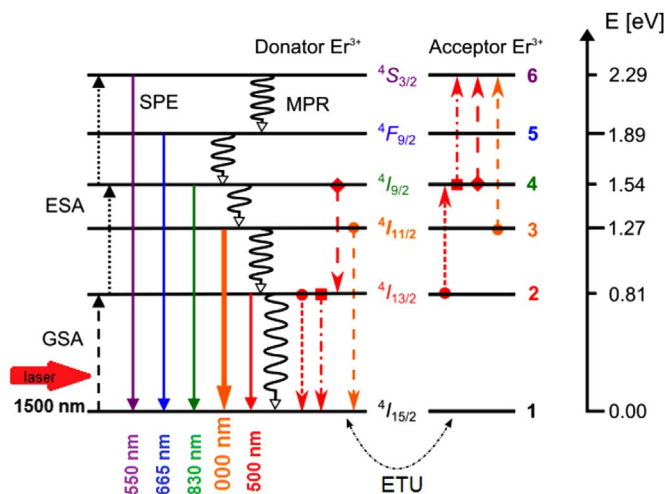 Donator Er³⁺ Acceptor Er³⁺ E [eV]
⁴S₃/₂ 6 2.29
SPE MPR
⁴F₉/₂ 5 1.89
⁴I₉/₂ 4 1.54
ESA
⁴I₁₁/₂ 3 1.27
⁴I₁₃/₂ 2 0.81
GSA
laser
1500 nm ⁴I₁₅/₂ 1 0.00
550 nm
665 nm
830 nm
000 nm
500 nm
ETU